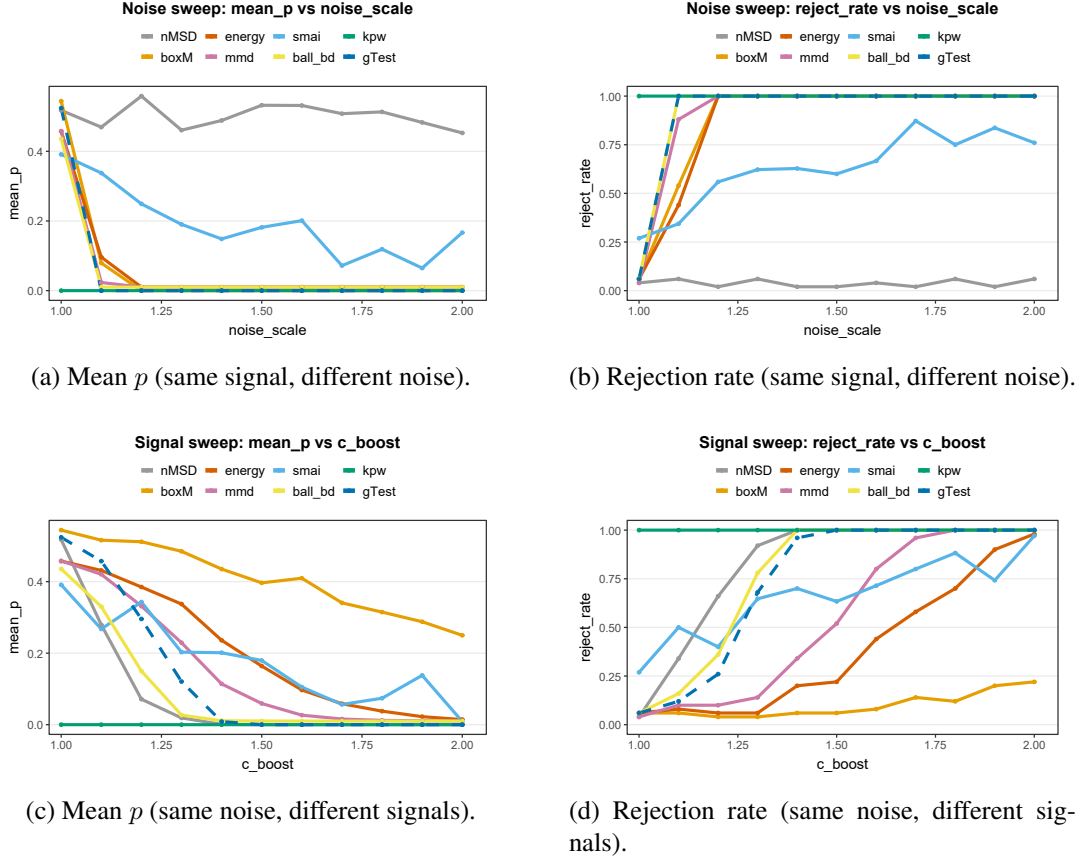 Noise sweep: mean_p vs noise_scale
nMSD energy smai kpw
boxM mmd ball_bd gTest
mean_p
0.4
0.2
0.0
1.00 1.25 1.50 1.75 2.00
noise_scale
(a) Mean p (same signal, different noise).
Noise sweep: reject_rate vs noise_scale
nMSD energy smai kpw
boxM mmd ball_bd gTest
reject_rate
1.00
0.75
0.50
0.25
0.00
1.00 1.25 1.50 1.75 2.00
noise_scale
(b) Rejection rate (same signal, different noise).
Signal sweep: mean_p vs c_boost
nMSD energy smai kpw
boxM mmd ball_bd gTest
mean_p
0.4
0.2
0.0
1.00 1.25 1.50 1.75 2.00
c_boost
(c) Mean p (same noise, different signals).
Signal sweep: reject_rate vs c_boost
nMSD energy smai kpw
boxM mmd ball_bd gTest
reject_rate
1.00
0.75
0.50
0.25
0.00
1.00 1.25 1.50 1.75 2.00
c_boost
(d) Rejection rate (same noise, different sig-
nals).